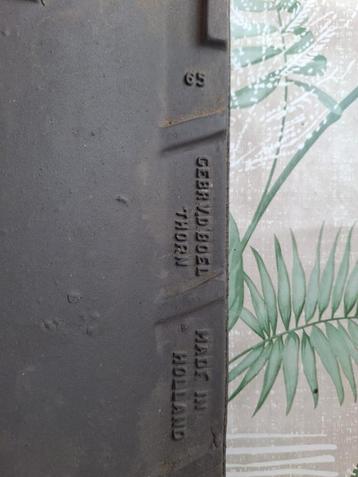 65
GEBR.V.D.BOEL
THORN
MADE IN
HOLLAND